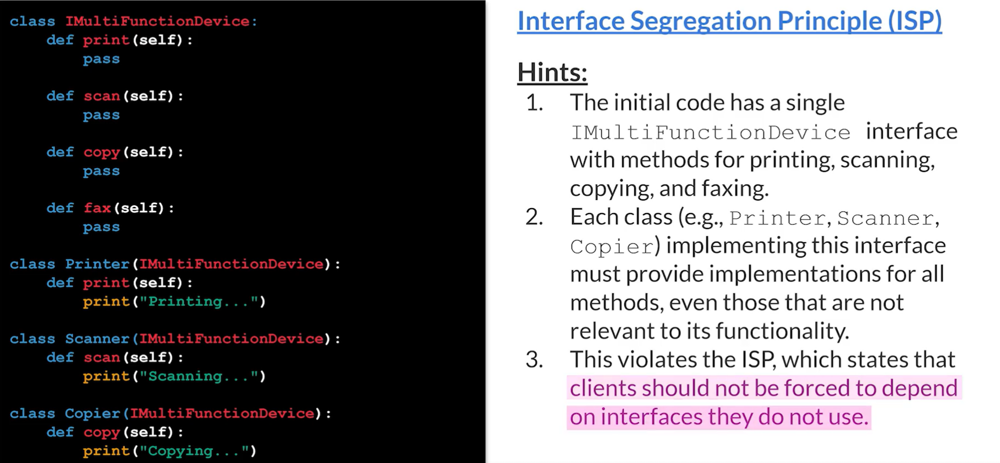 class IMultiFunctionDevice:
    def print(self):
        pass

    def scan(self):
        pass

    def copy(self):
        pass

    def fax(self):
        pass

class Printer(IMultiFunctionDevice):
    def print(self):
        print("Printing...")

class Scanner(IMultiFunctionDevice):
    def scan(self):
        print("Scanning...")

class Copier(IMultiFunctionDevice):
    def copy(self):
        print("Copying...")

Interface Segregation Principle (ISP)
Hints:
1. The initial code has a single
IMultiFunctionDevice interface
with methods for printing, scanning,
copying, and faxing.
2. Each class (e.g., Printer, Scanner,
Copier) implementing this interface
must provide implementations for all
methods, even those that are not
relevant to its functionality.
3. This violates the ISP, which states that
clients should not be forced to depend
on interfaces they do not use.